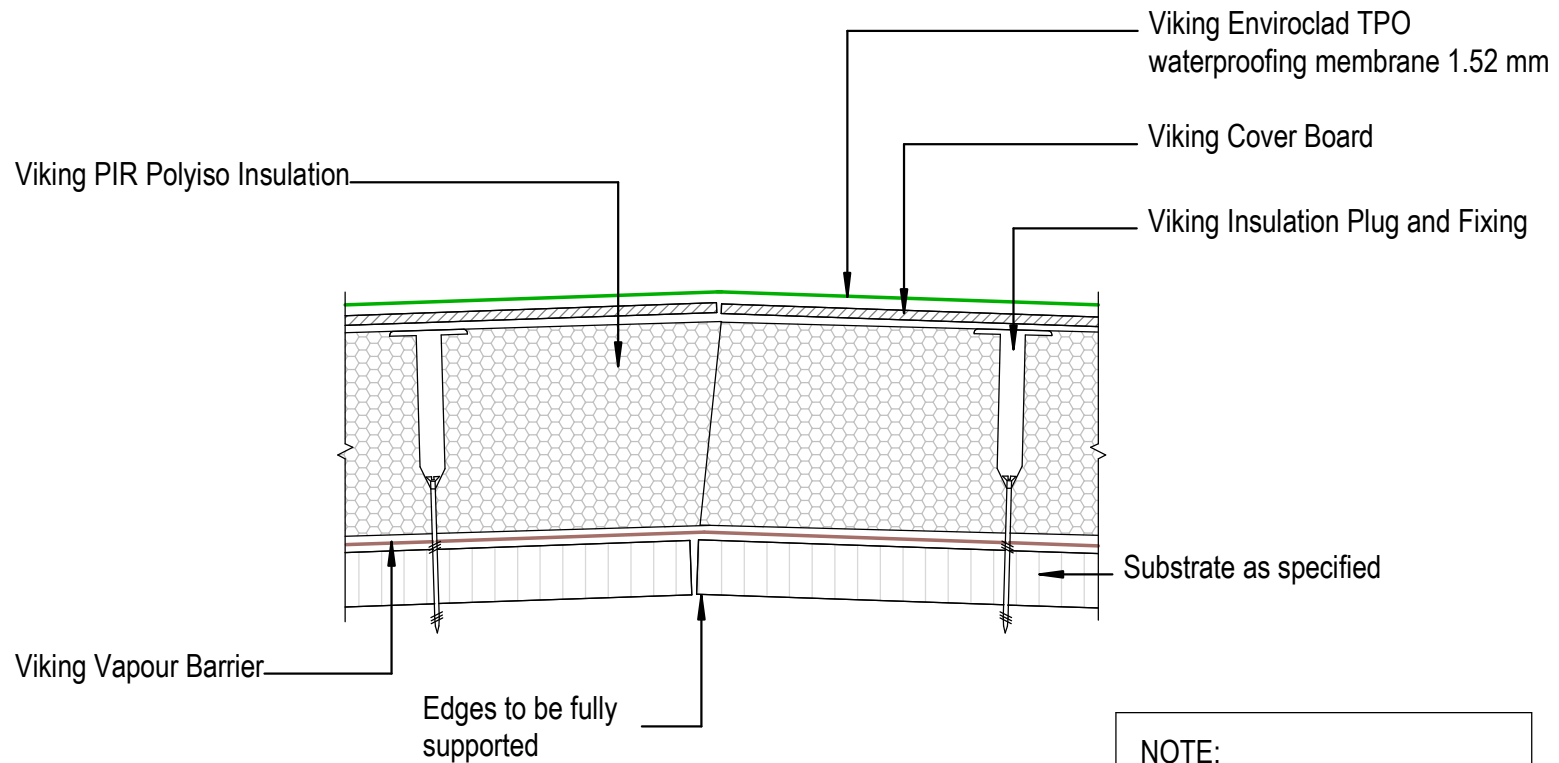 Viking Enviroclad TPO
waterproofing membrane 1.52 mm
Viking Cover Board
Viking PIR Polyiso Insulation
Viking Insulation Plug and Fixing
Substrate as specified
Viking Vapour Barrier
Edges to be fully
supported
NOTE: